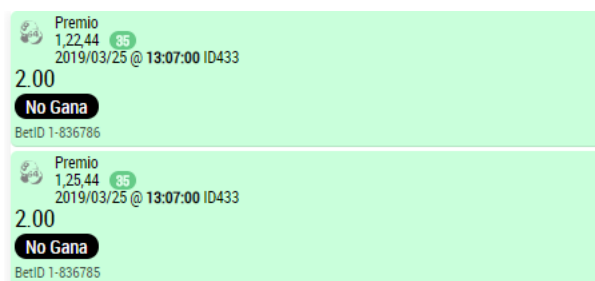 Premio
1,22,44 35
2019/03/25 @ 13:07:00 ID433
2.00
No Gana
BetID 1-836786
Premio
1,25,44 35
2019/03/25 @ 13:07:00 ID433
2.00
No Gana
BetID 1-836785